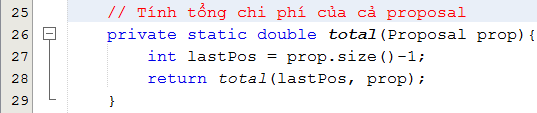 25 // Tính tổng chi phí của cả proposal
26 private static double total(Proposal prop){
27 int lastPos = prop.size()-1;
28 return total(lastPos, prop);
29 }